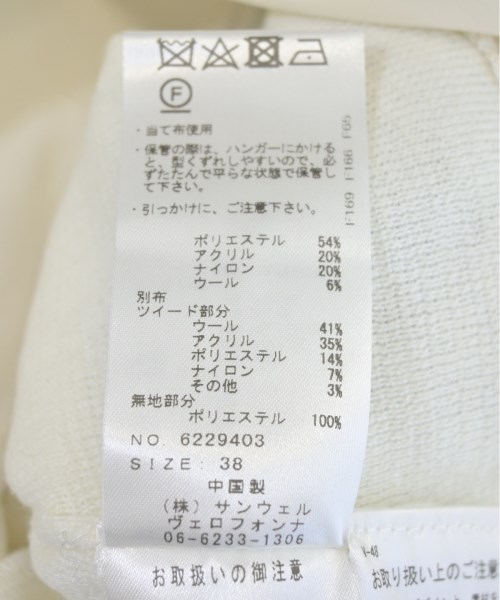 F
・当て布使用
・保管の際は、ハンガーにかける
と、型くずれしやすいので、必
ずたたんで平らな状態で保管し
て下さい。
・引っかけに、ご注意下さい。
F169 F166 F65
ポリエステル 54%
アクリル 20%
ナイロン 20%
ウール 6%
別布
ツイード部分
ウール 41%
アクリル 35%
ポリエステル 14%
ナイロン 7%
その他 3%
無地部分
ポリエステル 100%
NO. 6229403
SIZE: 38
中国製
(株) サンウェル
ヴェロフォンナ
06-6233-1306
お取扱いの御注意
V-48
お取り扱い上のご注意